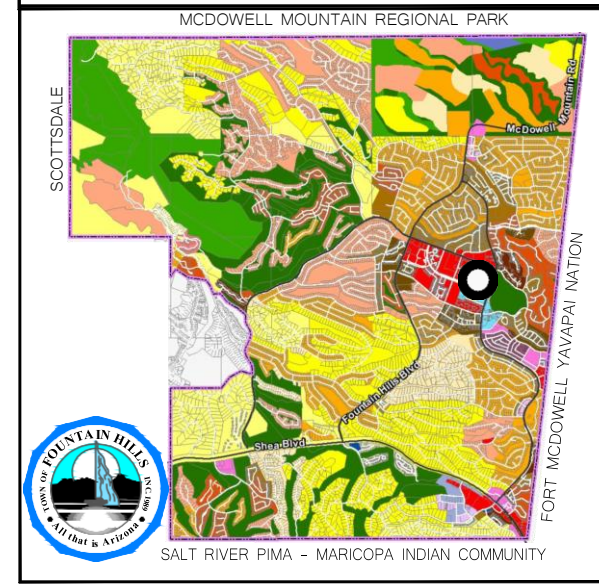 MCDOWELL MOUNTAIN REGIONAL PARK
SCOTTSDALE
McDowell
Mountain Rd
FORT MCDOWELL YAVAPAI NATION
Fountain Hills Blvd
Shea Blvd
TOWN OF FOUNTAIN HILLS INC. 1989
All that is Arizona
SALT RIVER PIMA - MARICOPA INDIAN COMMUNITY